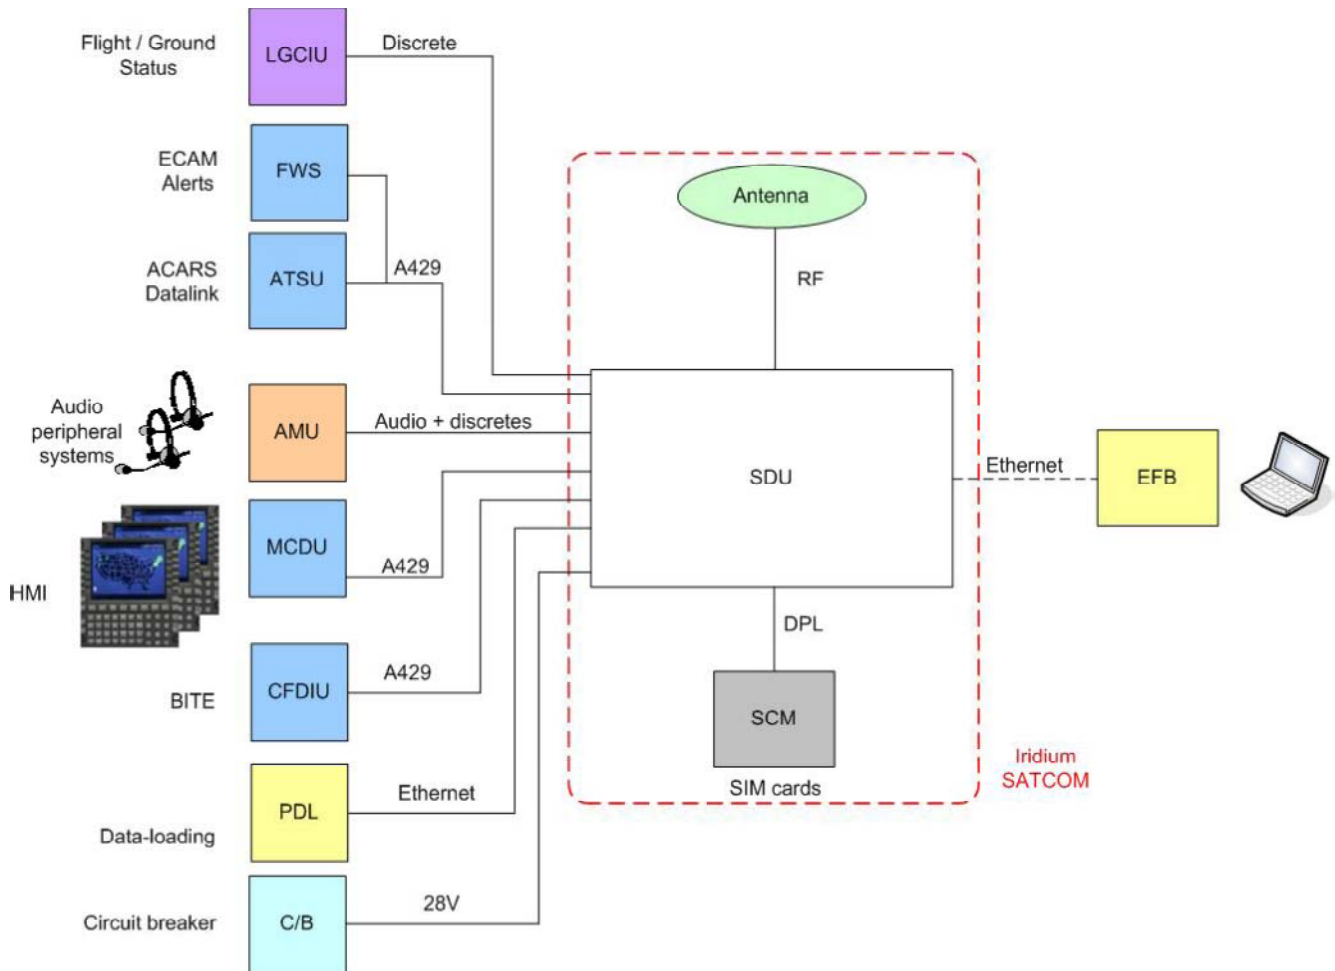 Flight / Ground
Status
LGCIU
Discrete
ECAM
Alerts
FWS
ACARS
Datalink
ATSU
A429
Antenna
RF
Audio
peripheral
systems
AMU
Audio + discretes
SDU
Ethernet
EFB
HMI
MCDU
A429
DPL
BITE
CFDIU
A429
SCM
SIM cards
Iridium
SATCOM
Data-loading
PDL
Ethernet
Circuit breaker
C/B
28V